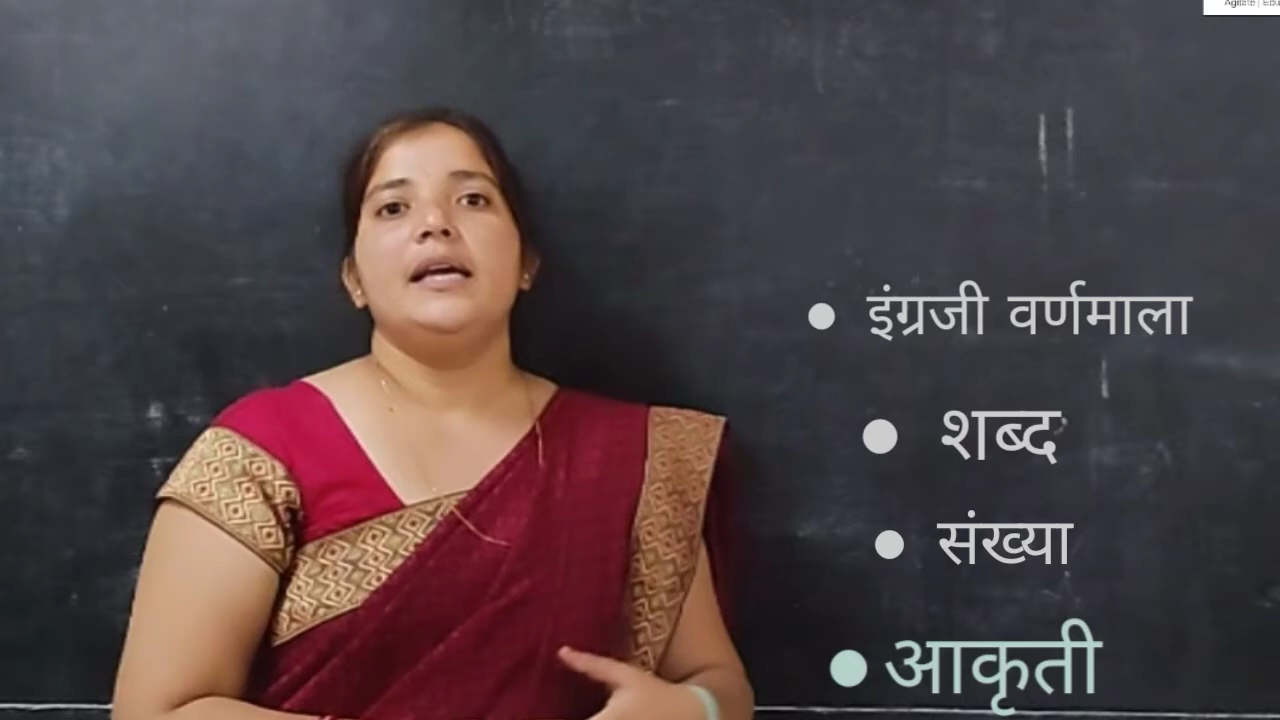 • इंग्रजी वर्णमाला
• शब्द
• संख्या
• आकृती